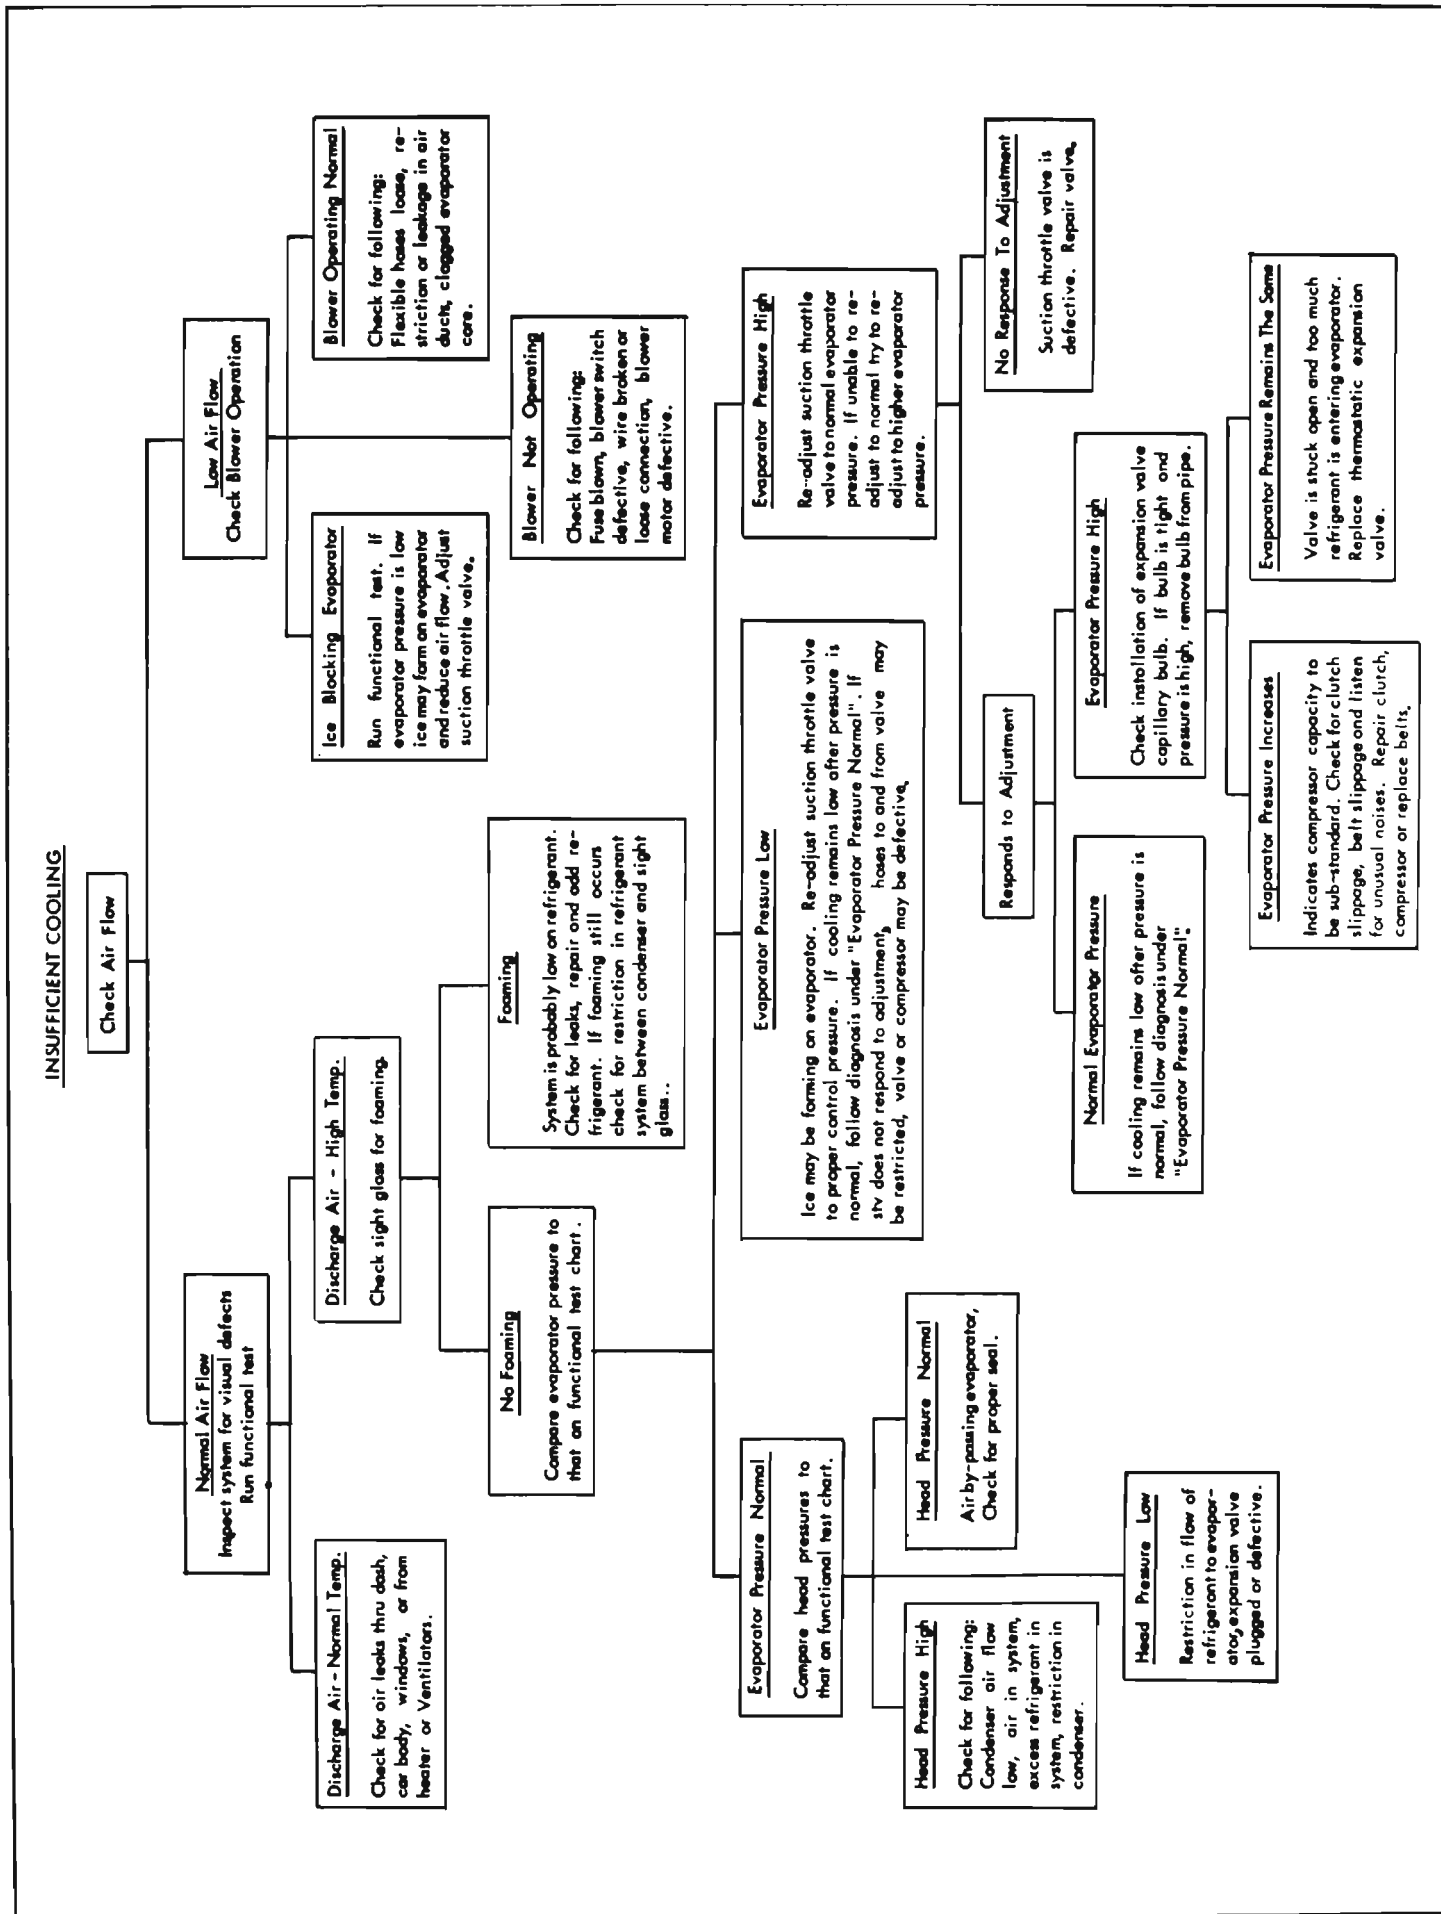 INSUFFICIENT COOLING
Check Air Flow
Normal Air Flow
Inspect system for visual defects
Run functional test
Low Air Flow
Check Blower Operation
Discharge Air - Normal Temp.
Check for air leaks thru dash,
car body, windows, or from
heater or Ventilators.
Discharge Air - High Temp.
Check sight glass for foaming.
Ice Blocking Evaporator
Run functional test. If
evaporator pressure is low
ice may form on evaporator
and reduce air flow. Adjust
suction throttle valve.
Blower Operating Normal
Check for following:
Flexible hoses loose, re-
striction or leakage in air
ducts, clogged evaporator
core.
No Foaming
Compare evaporator pressure to
that on functional test chart.
Foaming
System is probably low on refrigerant.
Check for leaks, repair and add re-
frigerant. If foaming still occurs
check for restriction in refrigerant
system between condenser and sight
glass..
Blower Not Operating
Check for following:
Fuse blown, blower switch
defective, wire broken or
loose connection, blower
motor defective.
Evaporator Pressure Normal
Compare head pressures to
that on functional test chart.
Evaporator Pressure Low
Ice may be forming on evaporator. Re-adjust suction throttle valve
to proper control pressure. If cooling remains low after pressure is
normal, follow diagnosis under "Evaporator Pressure Normal". If
stv does not respond to adjustment, hoses to and from valve may
be restricted, valve or compressor may be defective.
Evaporator Pressure High
Re-adjust suction throttle
valve to normal evaporator
pressure. If unable to re-
adjust to normal try to re-
adjust to higher evaporator
pressure.
Head Pressure High
Check for following:
Condenser air flow
low, air in system,
excess refrigerant in
system, restriction in
condenser.
Head Pressure Normal
Air by-passing evaporator,
Check for proper seal.
Responds to Adjustment
No Response To Adjustment
Suction throttle valve is
defective. Repair valve.
Head Pressure Low
Restriction in flow of
refrigerant to evapor-
ator, expansion valve
plugged or defective.
Normal Evaporator Pressure
If cooling remains low after pressure is
normal, follow diagnosis under
"Evaporator Pressure Normal".
Evaporator Pressure High
Check installation of expansion valve
capillary bulb. If bulb is tight and
pressure is high, remove bulb from pipe.
Evaporator Pressure Increases
Indicates compressor capacity to
be sub-standard. Check for clutch
slippage, belt slippage and listen
for unusual noises. Repair clutch,
compressor or replace belts.
Evaporator Pressure Remains The Same
Valve is stuck open and too much
refrigerant is entering evaporator.
Replace thermostatic expansion
valve.